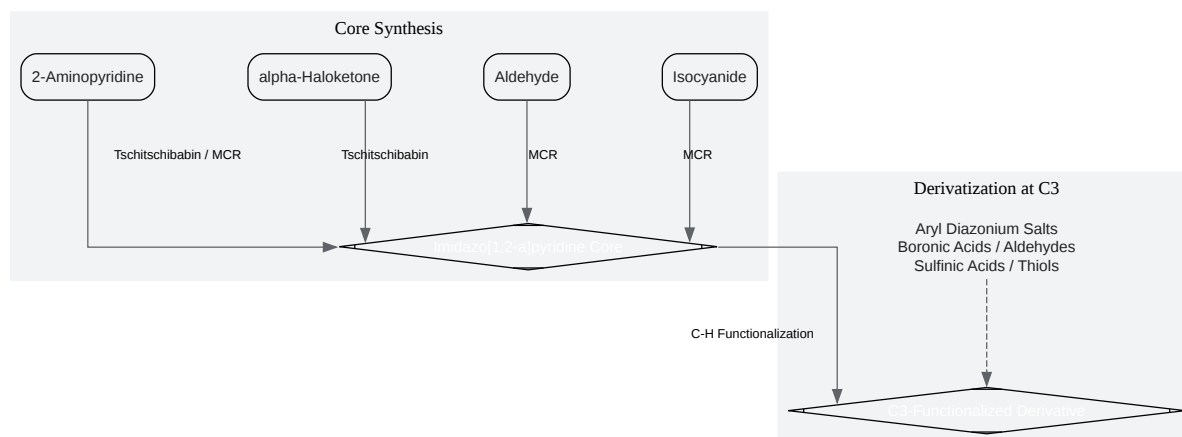 Core Synthesis
2-Aminopyridine
alpha-Haloketone
Aldehyde
Isocyanide
Tschitschibabin / MCR
Tschitschibabin
MCR
MCR
Imidazo[1,2-a]pyridine Core
Derivatization at C3
Aryl Diazonium Salts
Boronic Acids / Aldehydes
Sulfinic Acids / Thiols
C-H Functionalization
C3-Functionalized Derivative